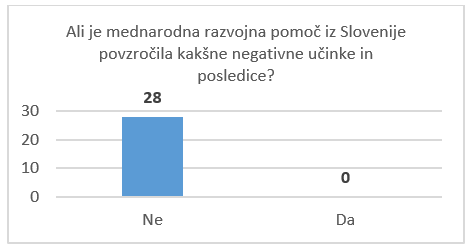 Ali je mednarodna razvojna pomoč iz Slovenije
povzročila kakšne negativne učinke in
posledice?
28
30
20
10
0
0
Ne
Da